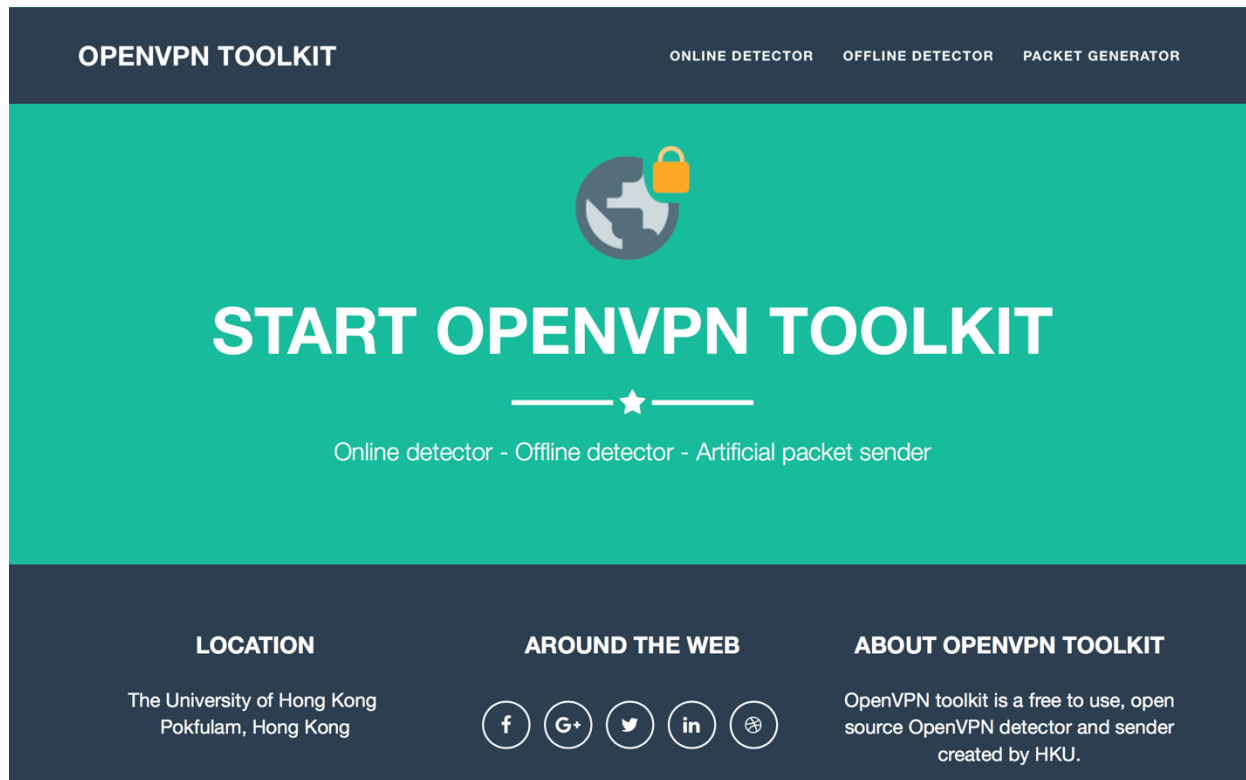 OPENVPN TOOLKIT
ONLINE DETECTOR OFFLINE DETECTOR PACKET GENERATOR
START OPENVPN TOOLKIT
Online detector - Offline detector - Artificial packet sender
LOCATION
The University of Hong Kong
Pokfulam, Hong Kong
AROUND THE WEB
f G+ in
ABOUT OPENVPN TOOLKIT
OpenVPN toolkit is a free to use, open
source OpenVPN detector and sender
created by HKU.